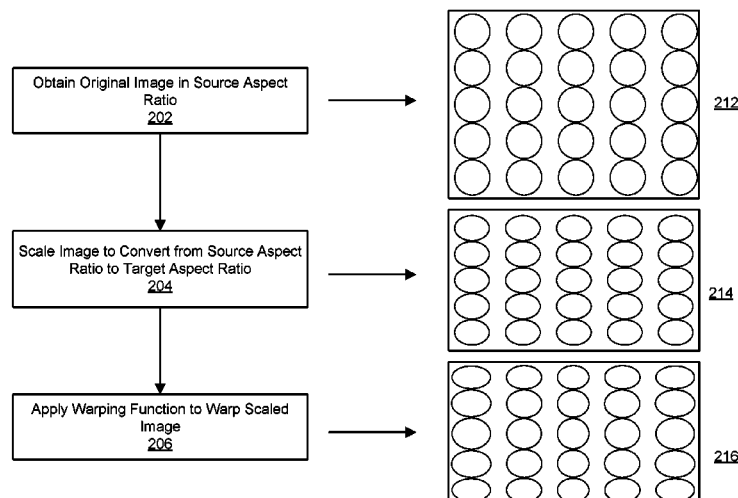 Obtain Original Image in Source Aspect
Ratio
202
212
Scale Image to Convert from Source Aspect
Ratio to Target Aspect Ratio
204
214
Apply Warping Function to Warp Scaled
Image
206
216